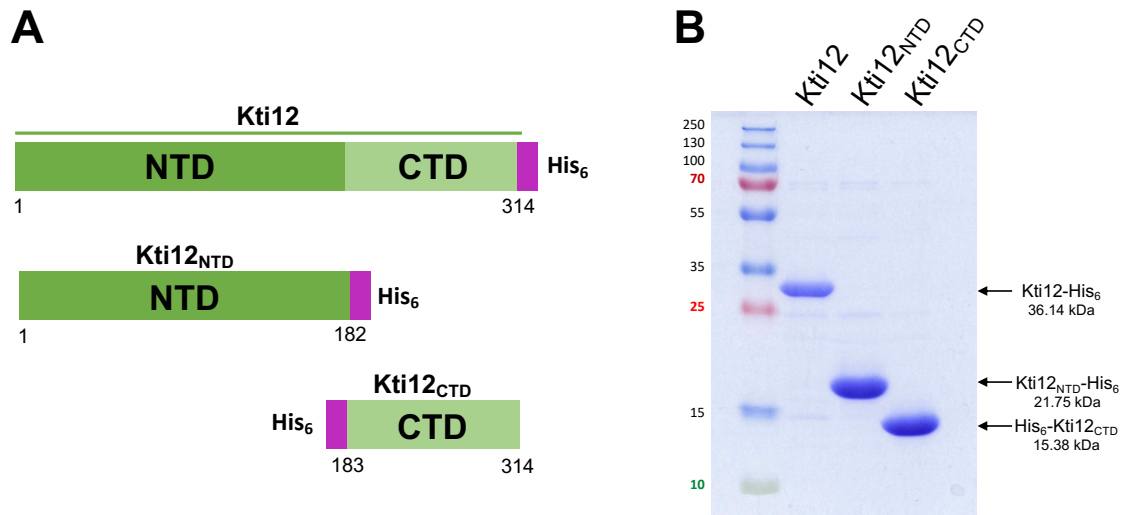 A
Kti12
NTD
CTD
His₆
1
314
Kti12NTD
NTD
His₆
1
182
Kti12CTD
His₆
CTD
183
314
B
Kti12
Kti12NTD
Kti12CTD
250
130
100
70
55
35
25
15
10
Kti12-His₆
36.14 kDa
Kti12NTD-His₆
21.75 kDa
His₆-Kti12CTD
15.38 kDa